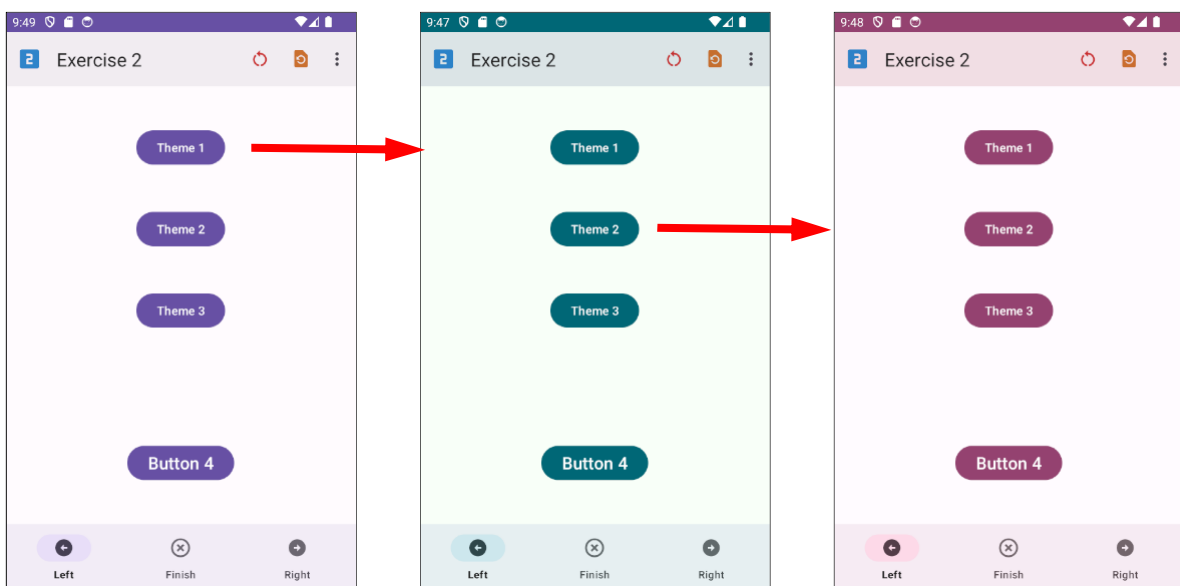 9:49
Exercise 2
Theme 1
Theme 2
Theme 3
Button 4
Left Finish Right
9:47
Exercise 2
Theme 1
Theme 2
Theme 3
Button 4
Left Finish Right
9:48
Exercise 2
Theme 1
Theme 2
Theme 3
Button 4
Left Finish Right